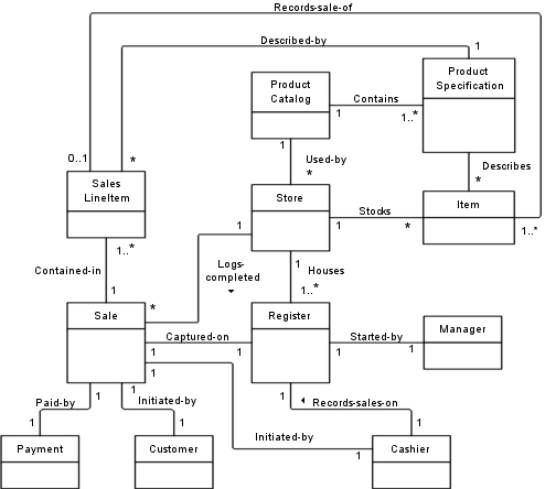 Records-sale-of
Described-by
1
Product
Catalog
Contains
1
1..*
Product
Specification
1
Used-by
*
Describes
*
0..1
*
Sales
LineItem
Store
Stocks
1
*
Item
1..*
1..*
1
Contained-in
1
Logs-
completed
1
Houses
1..*
*
Sale
Captured-on
1
1
Register
Started-by
1
1
Manager
1
1
1
Paid-by
Initiated-by
1
Records-sales-on
1
1
1
Initiated-by
1
Payment
Customer
Cashier